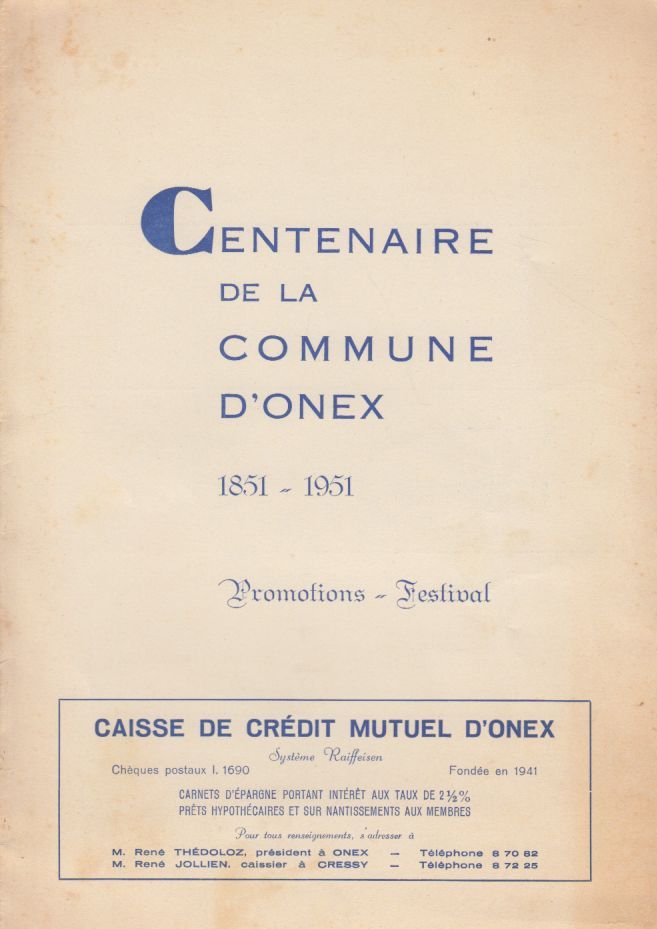 CENTENAIRE
DE LA
COMMUNE
D'ONEX
1851 - 1951
Promotions - Festival
CAISSE DE CRÉDIT MUTUEL D'ONEX
Système Raiffeisen
Chèques postaux I. 1690 Fondée en 1941
CARNETS D'ÉPARGNE PORTANT INTÉRÊT AUX TAUX DE 2 ½ %
PRÊTS HYPOTHÉCAIRES ET SUR NANTISSEMENTS AUX MEMBRES
Pour tous renseignements, s'adresser à
M. René THÉDOLOZ, président à ONEX — Téléphone 8 70 82
M. René JOLLIEN, caissier à CRESSY — Téléphone 8 72 25